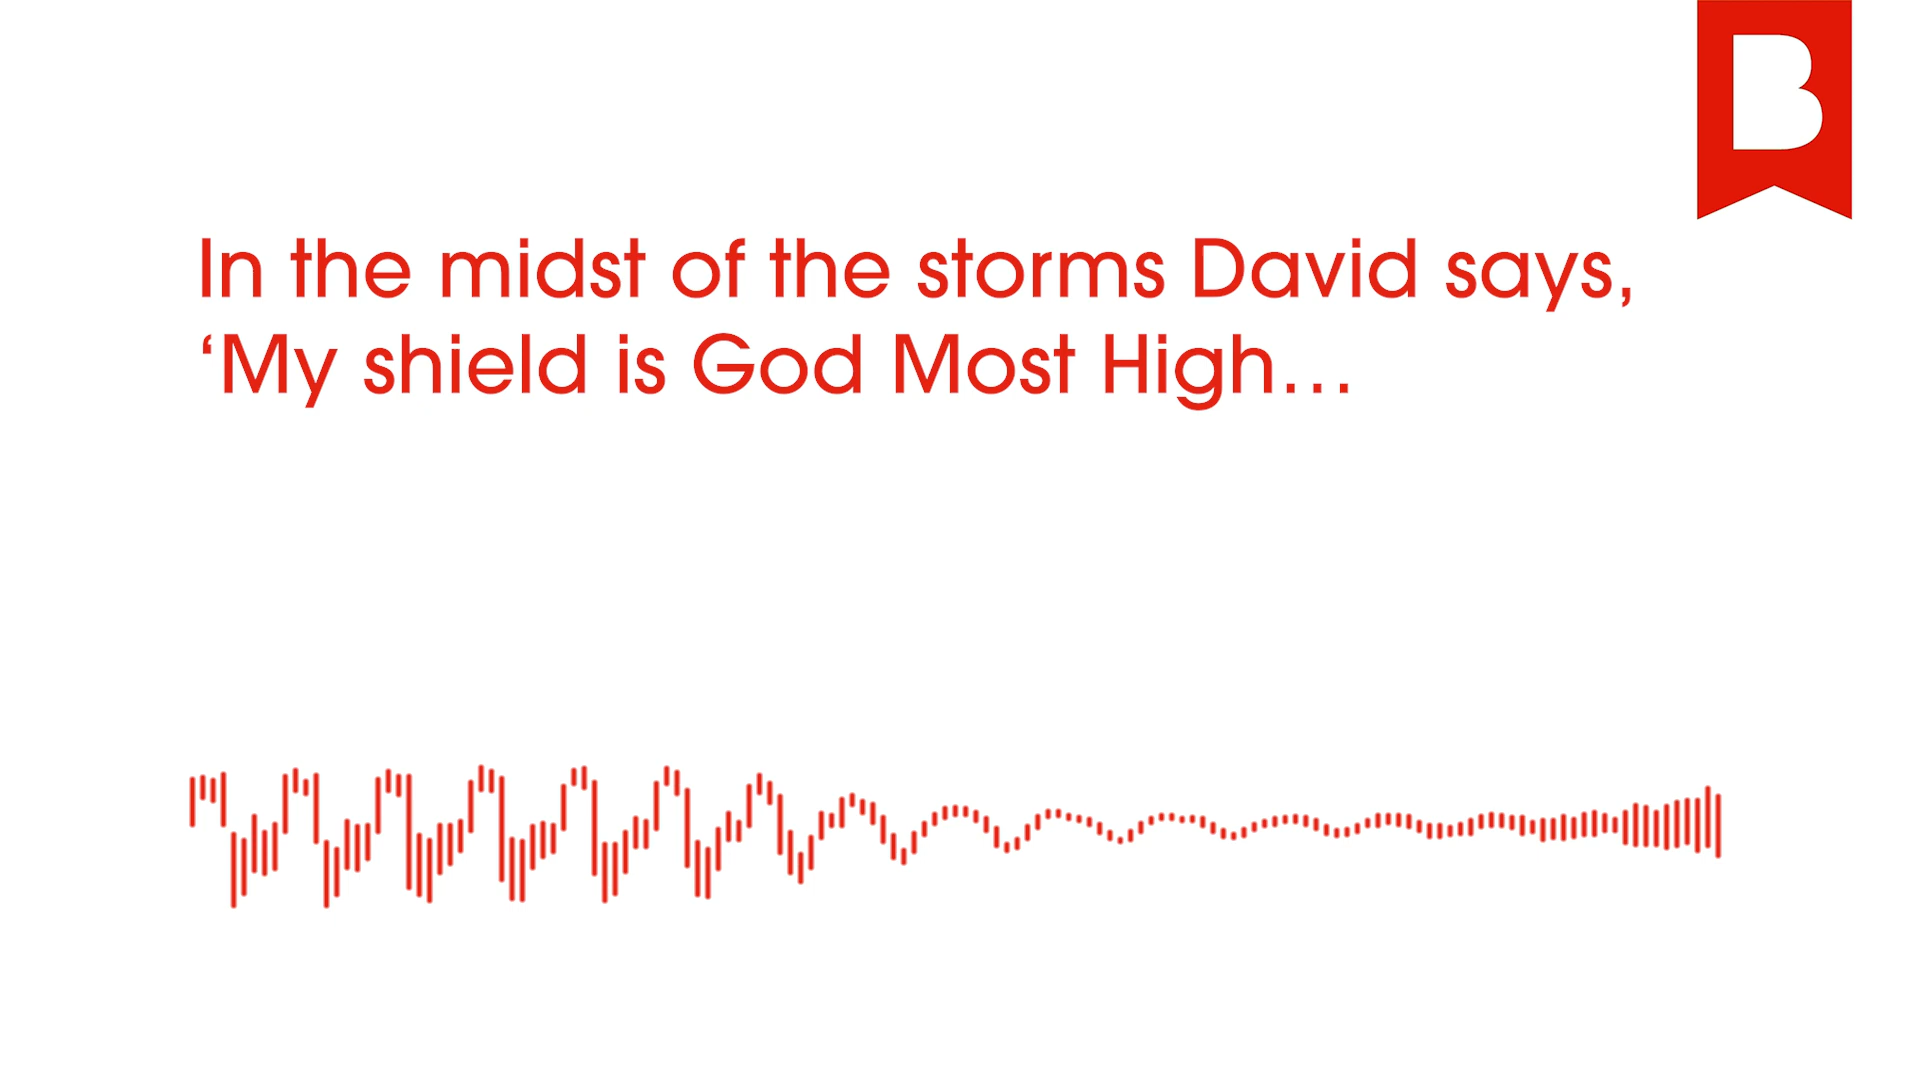 B
In the midst of the storms David says,
‘My shield is God Most High…